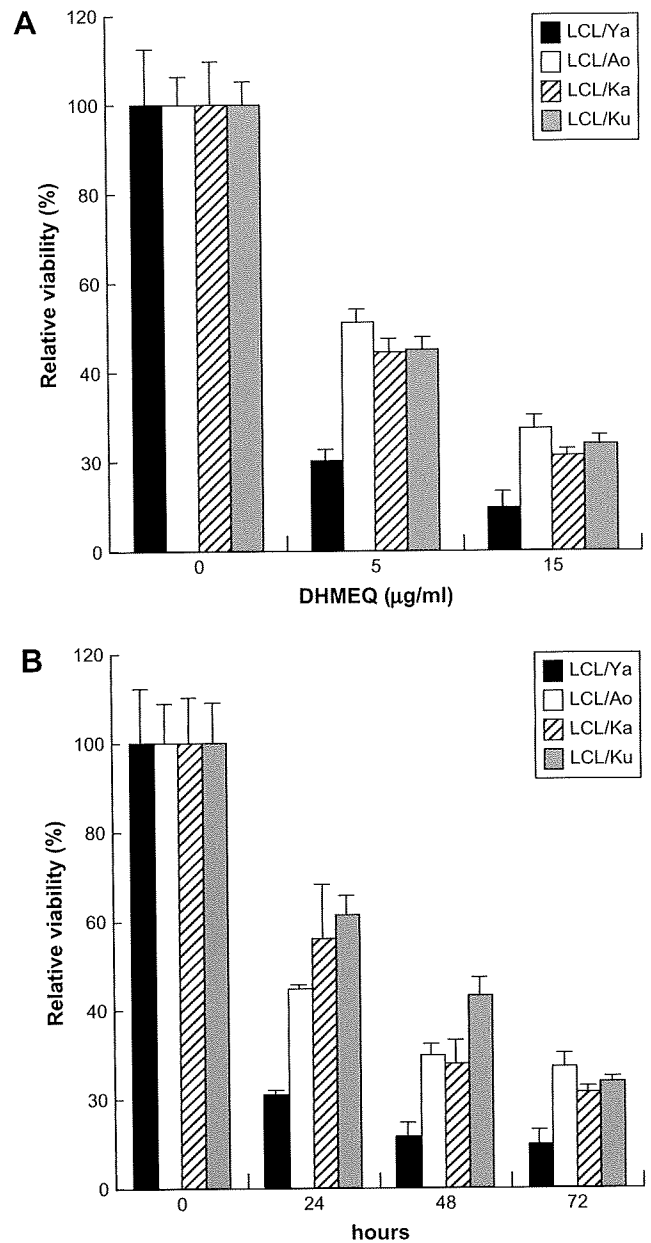 A
LCL/Ya
LCL/Ao
LCL/Ka
LCL/Ku
120
100
80
60
40
30
0
Relative viability (%)
0
5
15
DHMEQ (μg/ml)
B
LCL/Ya
LCL/Ao
LCL/Ka
LCL/Ku
120
100
80
60
40
30
0
Relative viability (%)
0
24
48
72
hours